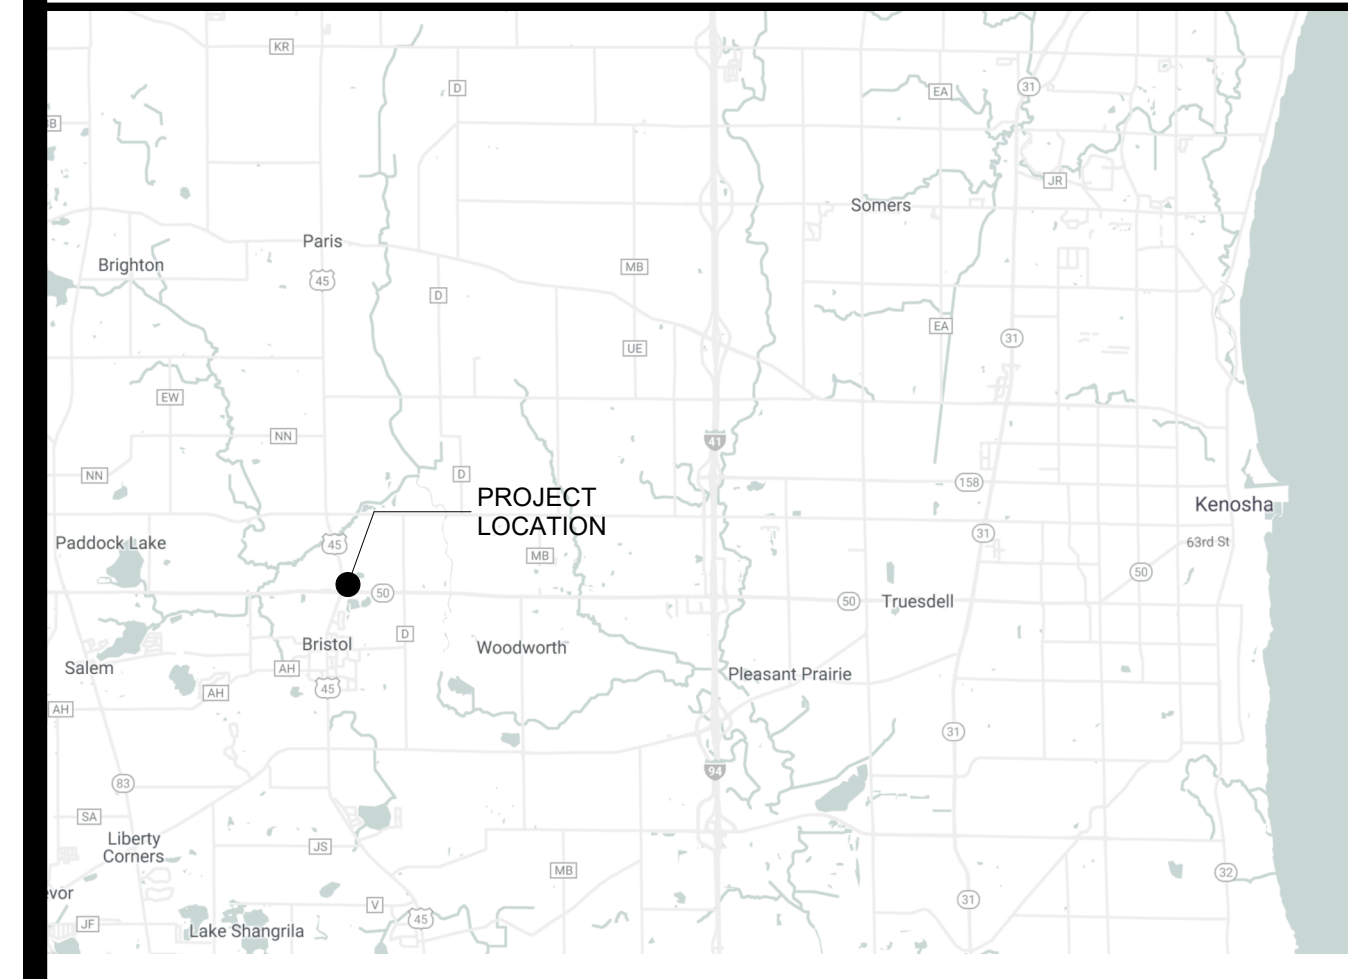 KR
D
EA
31
JR
Somers
Paris
Brighton
45
MB
D
EA
31
UE
EW
NN
41
NN
D
158
PROJECT
LOCATION
Kenosha
31
Paddock Lake
45
MB
63rd St
50
50
50
Truesdell
D
Bristol
Woodworth
Salem
AH
Pleasant Prairie
45
AH
AH
31
94
83
SA
Liberty
Corners
JS
MB
32
vor
31
V
45
JF
Lake Shangrila